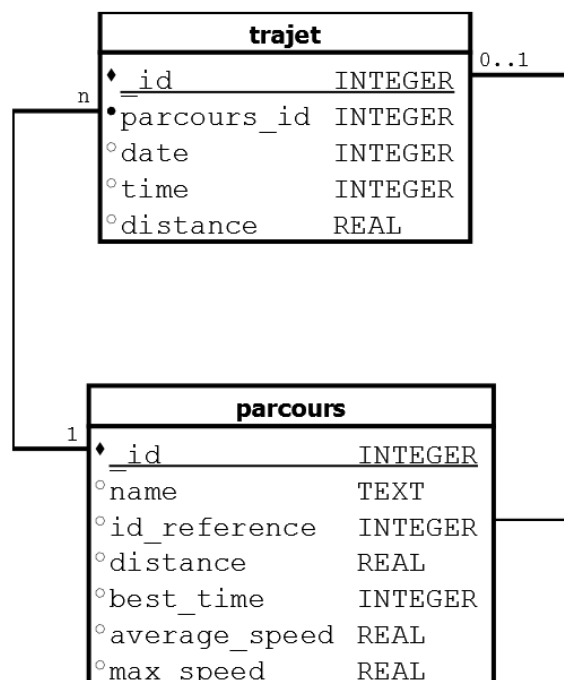 trajet
0..1
_id INTEGER
n
parcours_id INTEGER
date INTEGER
time INTEGER
distance REAL
parcours
1
_id INTEGER
name TEXT
id_reference INTEGER
distance REAL
best_time INTEGER
average_speed REAL
max_speed REAL